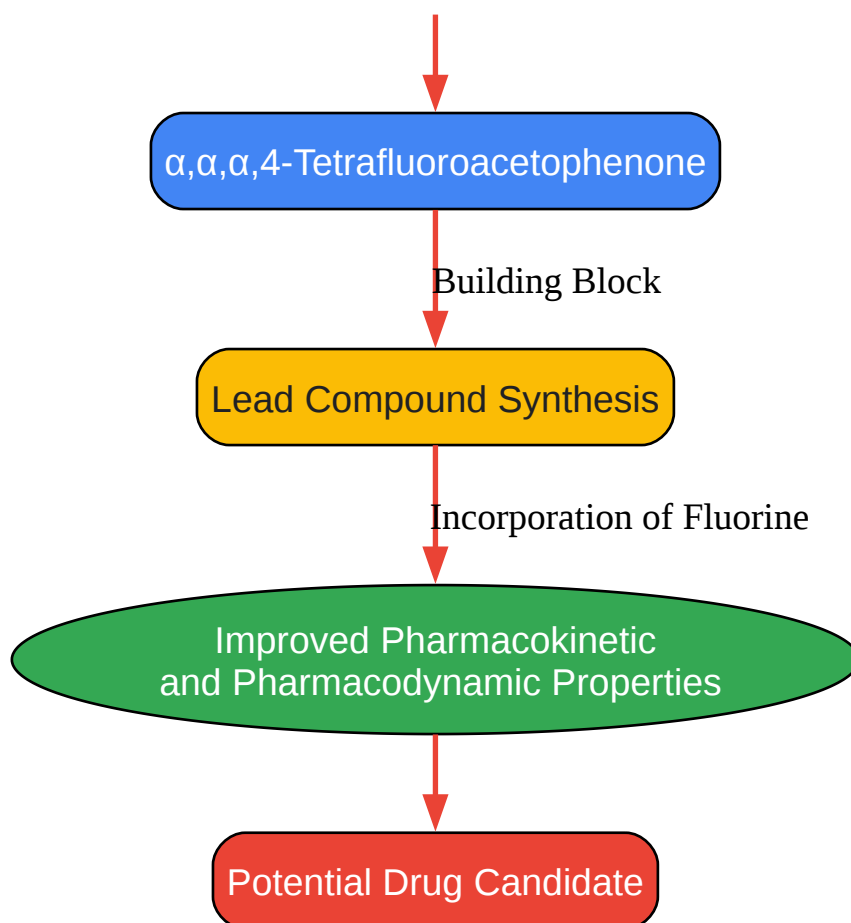 α,α,α,4-Tetrafluoroacetophenone
Building Block
Lead Compound Synthesis
Incorporation of Fluorine
Improved Pharmacokinetic
and Pharmacodynamic Properties
Potential Drug Candidate